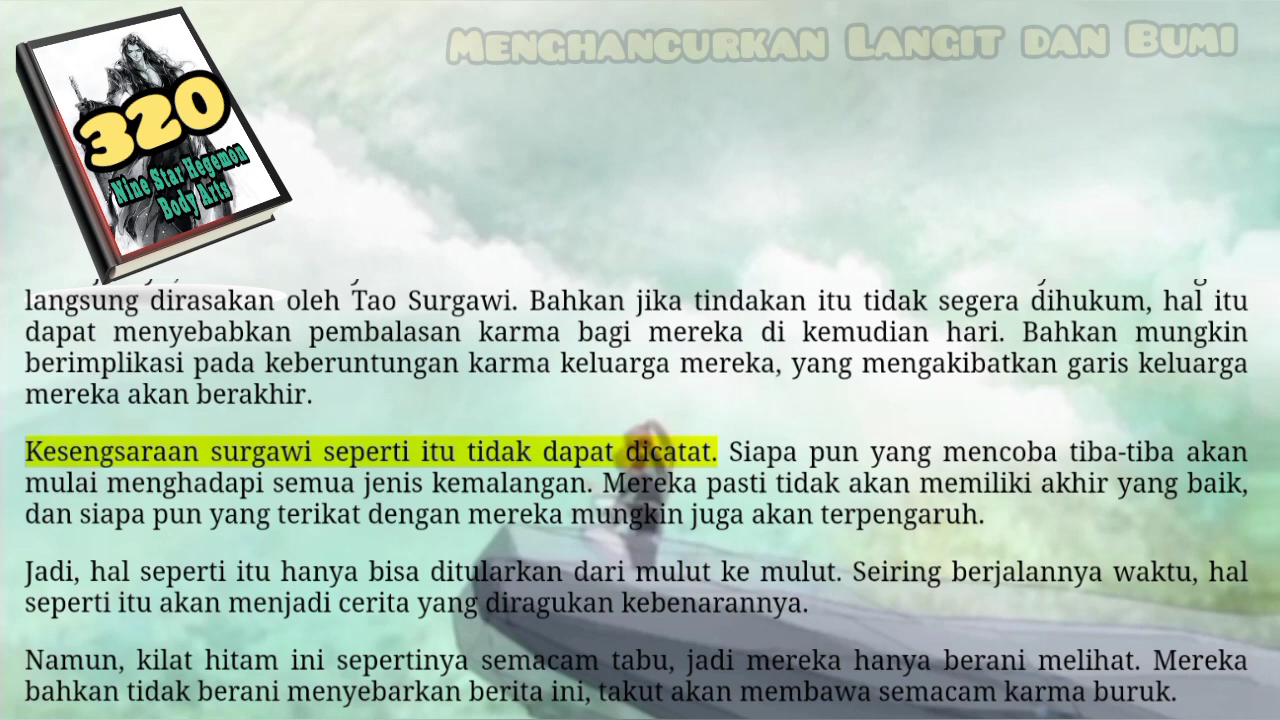 Menghancurkan Langit dan Bumi
320
Nine Star Hegemon
Body Arts
langsung dirasakan oleh Tao Surgawi. Bahkan jika tindakan itu tidak segera dihukum, hal itu
dapat menyebabkan pembalasan karma bagi mereka di kemudian hari. Bahkan mungkin
berimplikasi pada keberuntungan karma keluarga mereka, yang mengakibatkan garis keluarga
mereka akan berakhir.
Kesengsaraan surgawi seperti itu tidak dapat dicatat. Siapa pun yang mencoba tiba-tiba akan
mulai menghadapi semua jenis kemalangan. Mereka pasti tidak akan memiliki akhir yang baik,
dan siapa pun yang terikat dengan mereka mungkin juga akan terpengaruh.
Jadi, hal seperti itu hanya bisa ditularkan dari mulut ke mulut. Seiring berjalannya waktu, hal
seperti itu akan menjadi cerita yang diragukan kebenarannya.
Namun, kilat hitam ini sepertinya semacam tabu, jadi mereka hanya berani melihat. Mereka
bahkan tidak berani menyebarkan berita ini, takut akan membawa semacam karma buruk.